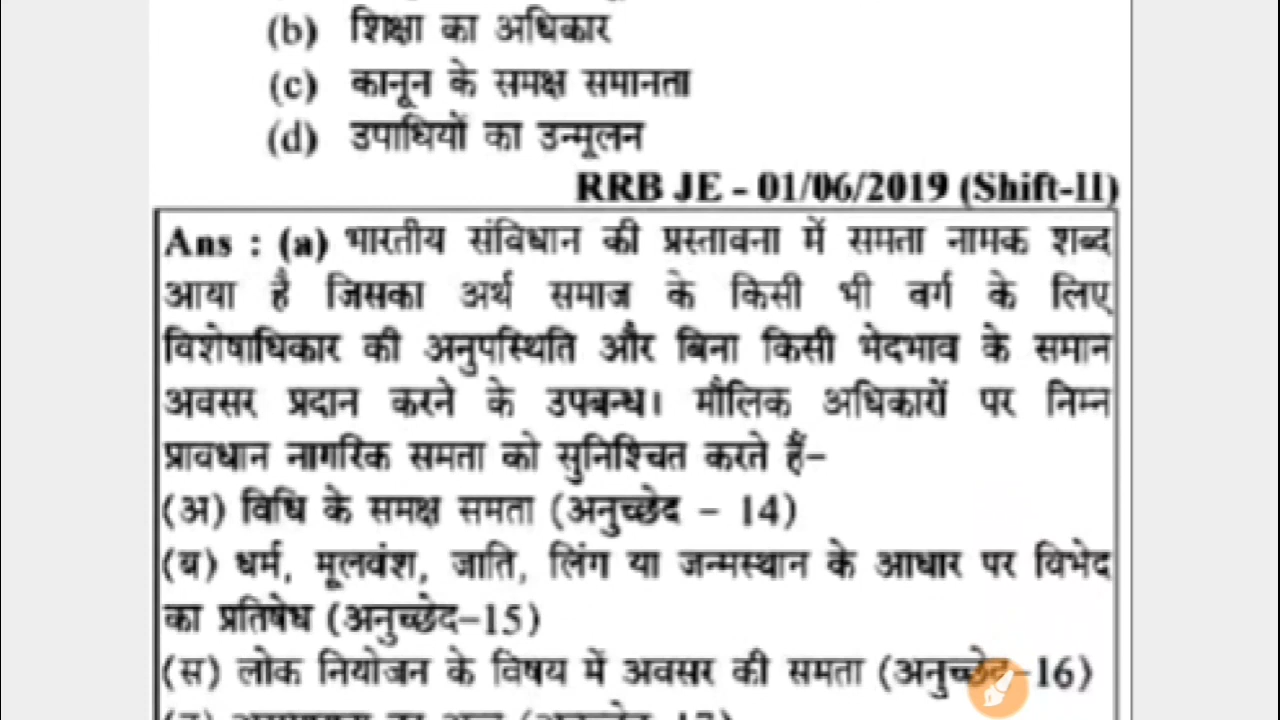 (b) शिक्षा का अधिकार
(c) कानून के समक्ष समानता
(d) उपाधियों का उन्मूलन
RRB JE - 01/06/2019 (Shift-II)
Ans : (a) भारतीय संविधान की प्रस्तावना में समता नामक शब्द
आया है जिसका अर्थ समाज के किसी भी वर्ग के लिए
विशेषाधिकार की अनुपस्थिति और बिना किसी भेदभाव के समान
अवसर प्रदान करने के उपबन्ध। मौलिक अधिकारों पर निम्न
प्रावधान नागरिक समता को सुनिश्चित करते हैं–
(अ) विधि के समक्ष समता (अनुच्छेद - 14)
(ब) धर्म, मूलवंश, जाति, लिंग या जन्मस्थान के आधार पर विभेद
का प्रतिषेध (अनुच्छेद–15)
(स) लोक नियोजन के विषय में अवसर की समता (अनुच्छेद–16)